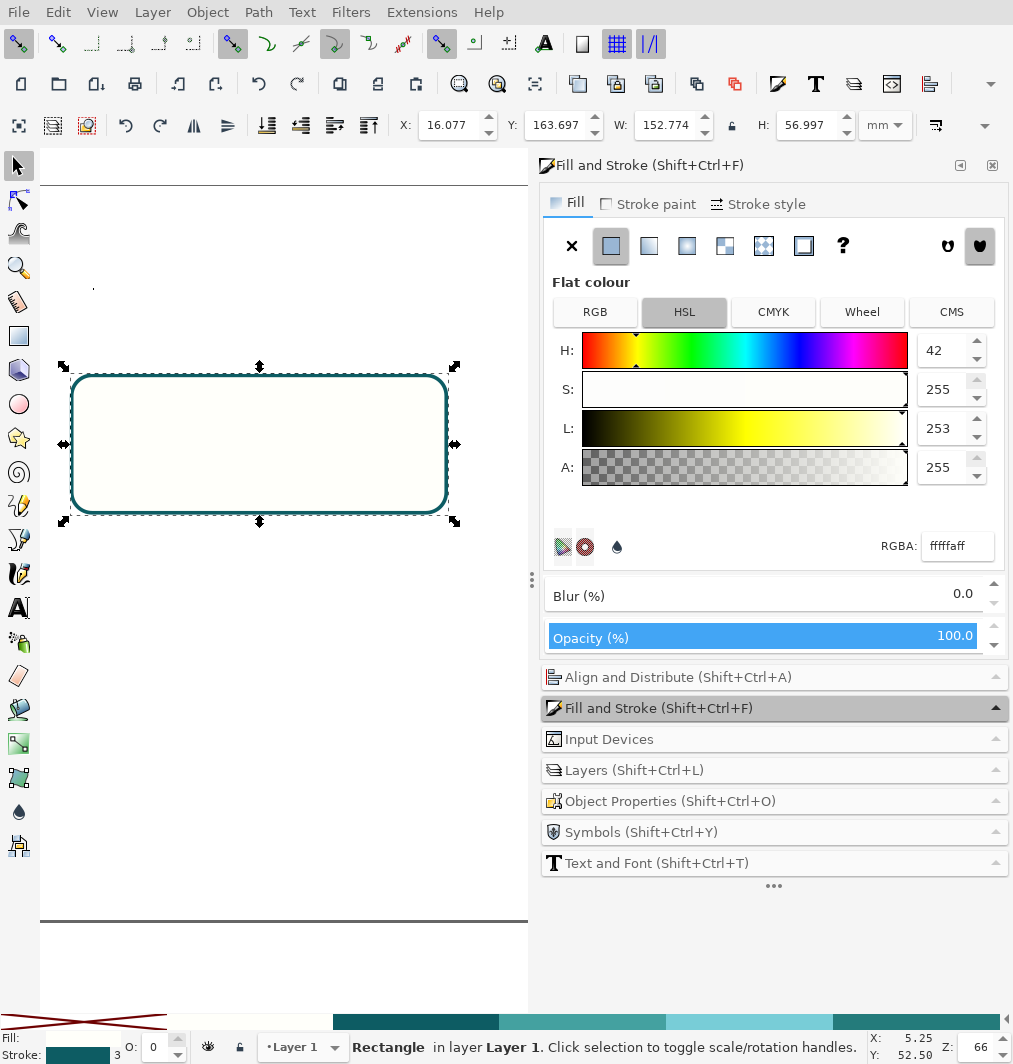 File Edit View Layer Object Path Text Filters Extensions Help
X: 16.077 Y: 163.697 W: 152.774 H: 56.997 mm
Fill and Stroke (Shift+Ctrl+F)
Fill Stroke paint Stroke style
Flat colour
RGB HSL CMYK Wheel CMS
H: 42
S: 255
L: 253
A: 255
RGBA: fffffaff
Blur (%) 0.0
Opacity (%) 100.0
Align and Distribute (Shift+Ctrl+A)
Fill and Stroke (Shift+Ctrl+F)
Input Devices
Layers (Shift+Ctrl+L)
Object Properties (Shift+Ctrl+O)
Symbols (Shift+Ctrl+Y)
Text and Font (Shift+Ctrl+T)
Fill:
Stroke: 3 O: 0 •Layer 1 Rectangle in layer Layer 1. Click selection to toggle scale/rotation handles.
X: 5.25
Y: 52.50 Z: 66